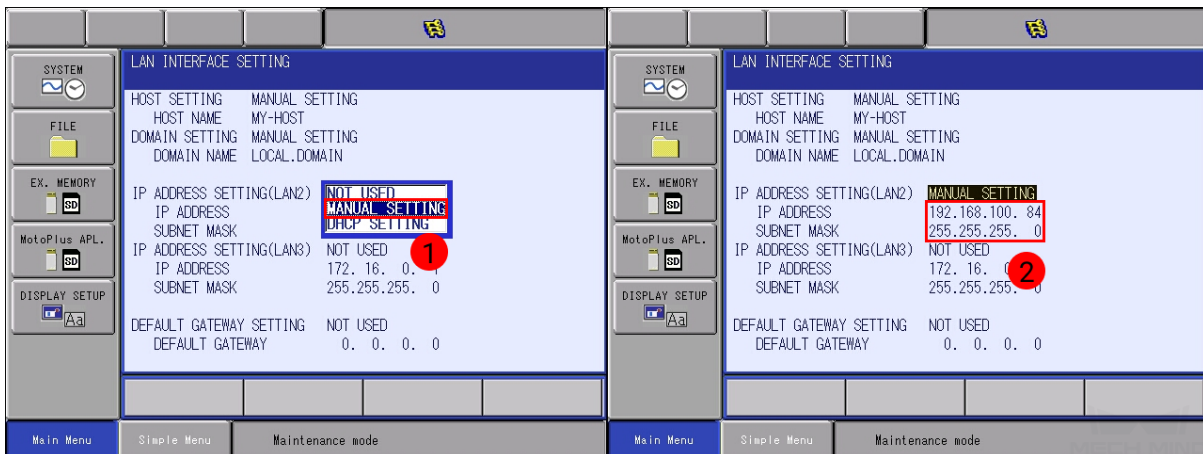 SYSTEM
FILE
EX. MEMORY
SD
MotoPlus APL.
SD
DISPLAY SETUP
Aa
LAN INTERFACE SETTING
HOST SETTING MANUAL SETTING
HOST NAME MY-HOST
DOMAIN SETTING MANUAL SETTING
DOMAIN NAME LOCAL.DOMAIN
IP ADDRESS SETTING(LAN2) NOT USED
IP ADDRESS MANUAL SETTING
SUBNET MASK DHCP SETTING
IP ADDRESS SETTING(LAN3) NOT USED
1
IP ADDRESS 172. 16. 0. 1
SUBNET MASK 255.255.255. 0
DEFAULT GATEWAY SETTING NOT USED
DEFAULT GATEWAY 0. 0. 0. 0
Main Menu Simple Menu Maintenance mode
SYSTEM
FILE
EX. MEMORY
SD
MotoPlus APL.
SD
DISPLAY SETUP
Aa
LAN INTERFACE SETTING
HOST SETTING MANUAL SETTING
HOST NAME MY-HOST
DOMAIN SETTING MANUAL SETTING
DOMAIN NAME LOCAL.DOMAIN
IP ADDRESS SETTING(LAN2) MANUAL SETTING
IP ADDRESS 192.168.100. 84
SUBNET MASK 255.255.255. 0
IP ADDRESS SETTING(LAN3) NOT USED
IP ADDRESS 172. 16.
2
SUBNET MASK 255.255.255. 0
DEFAULT GATEWAY SETTING NOT USED
DEFAULT GATEWAY 0. 0. 0. 0
Main Menu Simple Menu Maintenance mode
MECH MIND